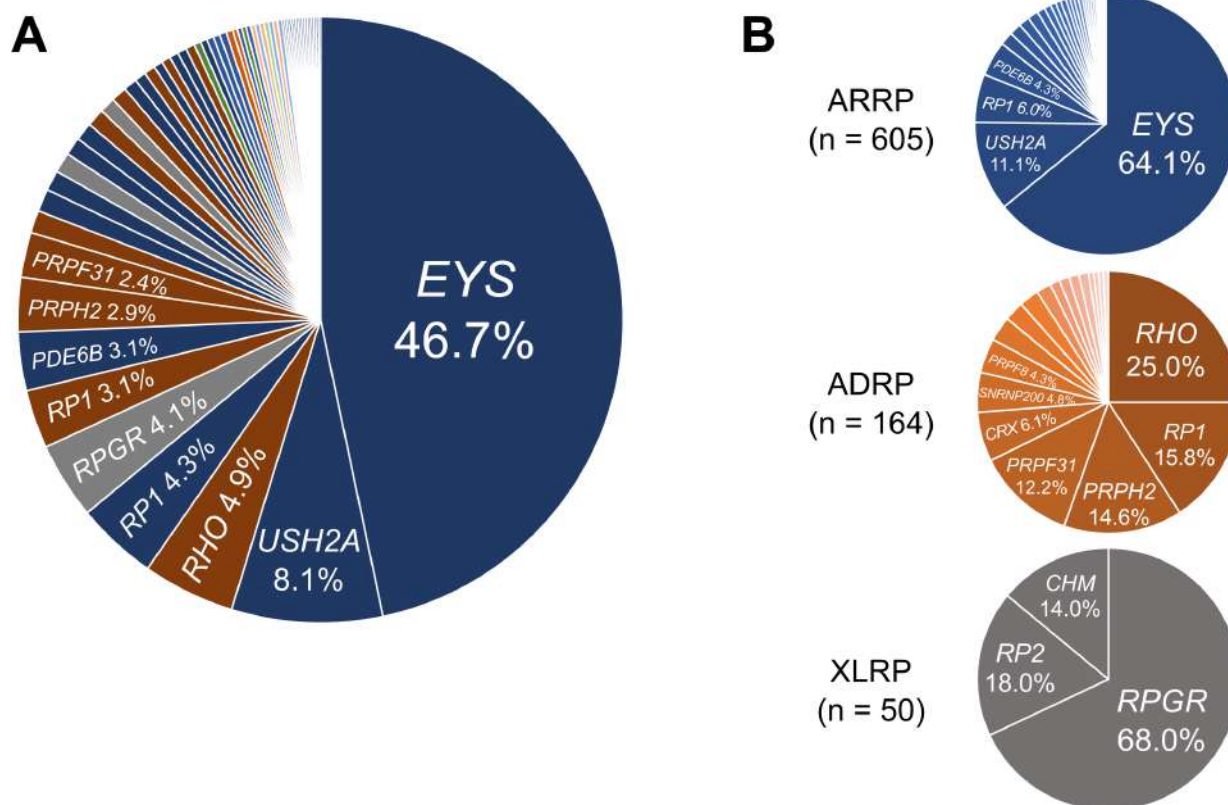 A
EYS
46.7%
USH2A
8.1%
RHO 4.9%
RP1 4.3%
RPGR 4.1%
RP1 3.1%
PDE6B 3.1%
PRPH2 2.9%
PRPF31 2.4%
B
ARRP
(n = 605)
EYS
64.1%
USH2A
11.1%
RP1 6.0%
PDE6B 4.3%
ADRP
(n = 164)
RHO
25.0%
RP1
15.8%
PRPH2
14.6%
PRPF31
12.2%
CRX 6.1%
SNRNP200 4.8%
PRPF8 4.3%
XLRP
(n = 50)
RPGR
68.0%
RP2
18.0%
CHM
14.0%